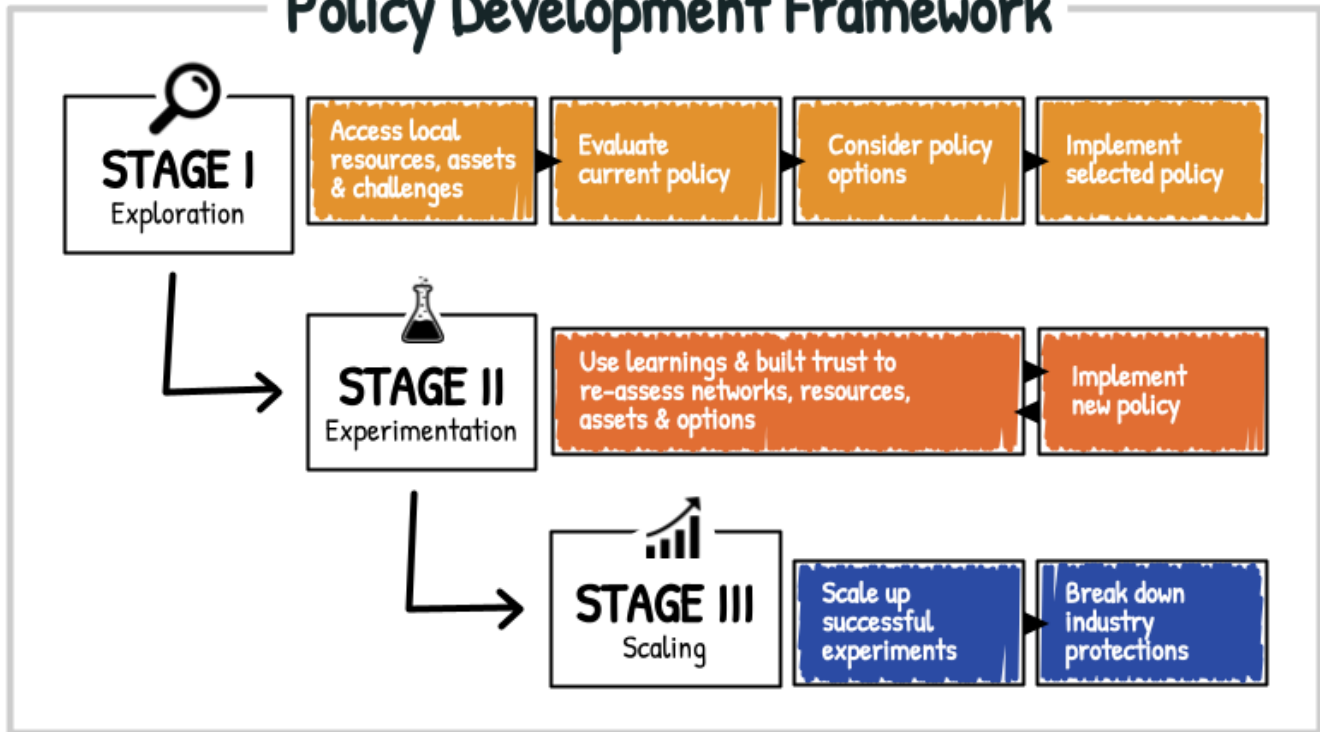 Policy Development Framework
STAGE I
Exploration
Access local
resources, assets
& challenges
Evaluate
current policy
Consider policy
options
Implement
selected policy
STAGE II
Experimentation
Use learnings & built trust to
re-assess networks, resources,
assets & options
Implement
new policy
STAGE III
Scaling
Scale up
successful
experiments
Break down
industry
protections